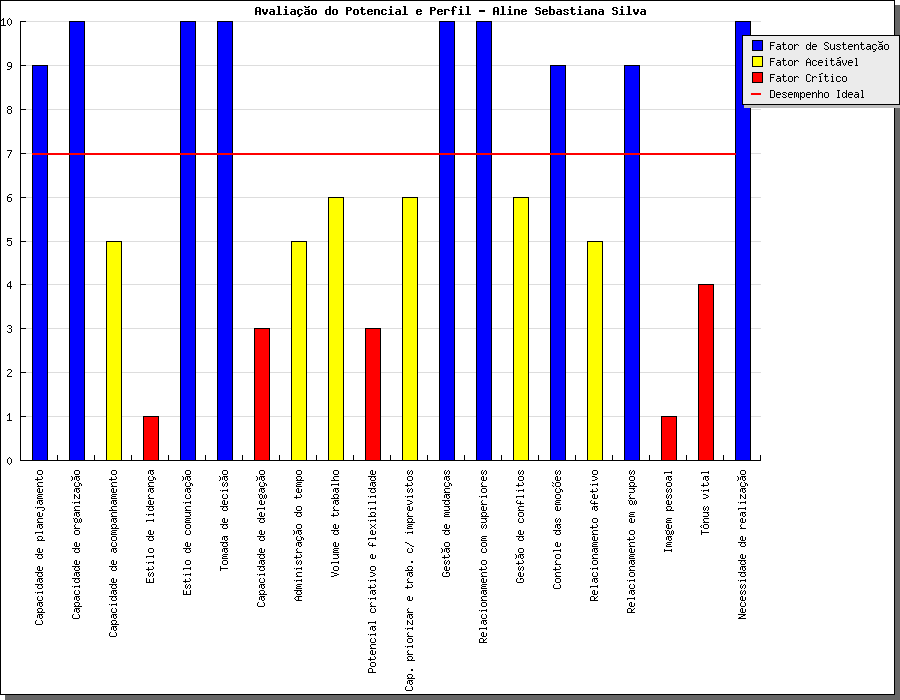 Avaliação do Potencial e Perfil - Aline Sebastiana Silva
Fator de Sustentação
Fator Aceitável
Fator Crítico
Desempenho Ideal
10
9
8
7
6
5
4
3
2
1
0
Capacidade de planejamento
Capacidade de organização
Capacidade de acompanhamento
Estilo de liderança
Estilo de comunicação
Tomada de decisão
Capacidade de delegação
Administração do tempo
Volume de trabalho
Potencial criativo e flexibilidade
Cap. priorizar e trab. c/ imprevistos
Gestão de mudanças
Relacionamento com superiores
Gestão de conflitos
Controle das emoções
Relacionamento afetivo
Relacionamento em grupos
Imagem pessoal
Tônus vital
Necessidade de realização